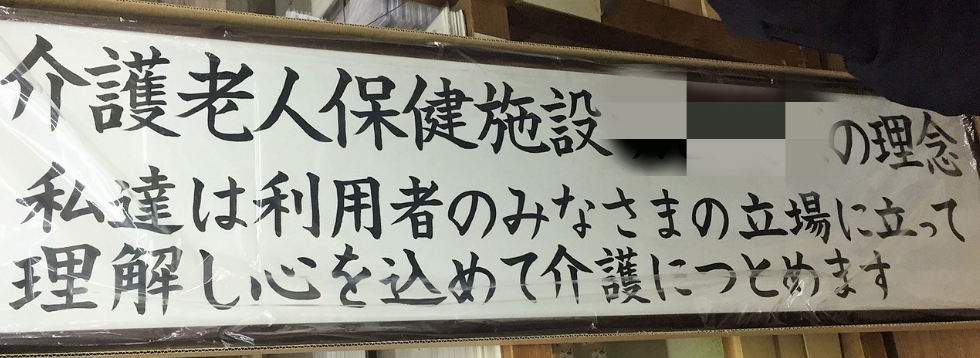 介護老人保健施設 の理念
私達は利用者のみなさまの立場に立って
理解し心を込めて介護につとめます